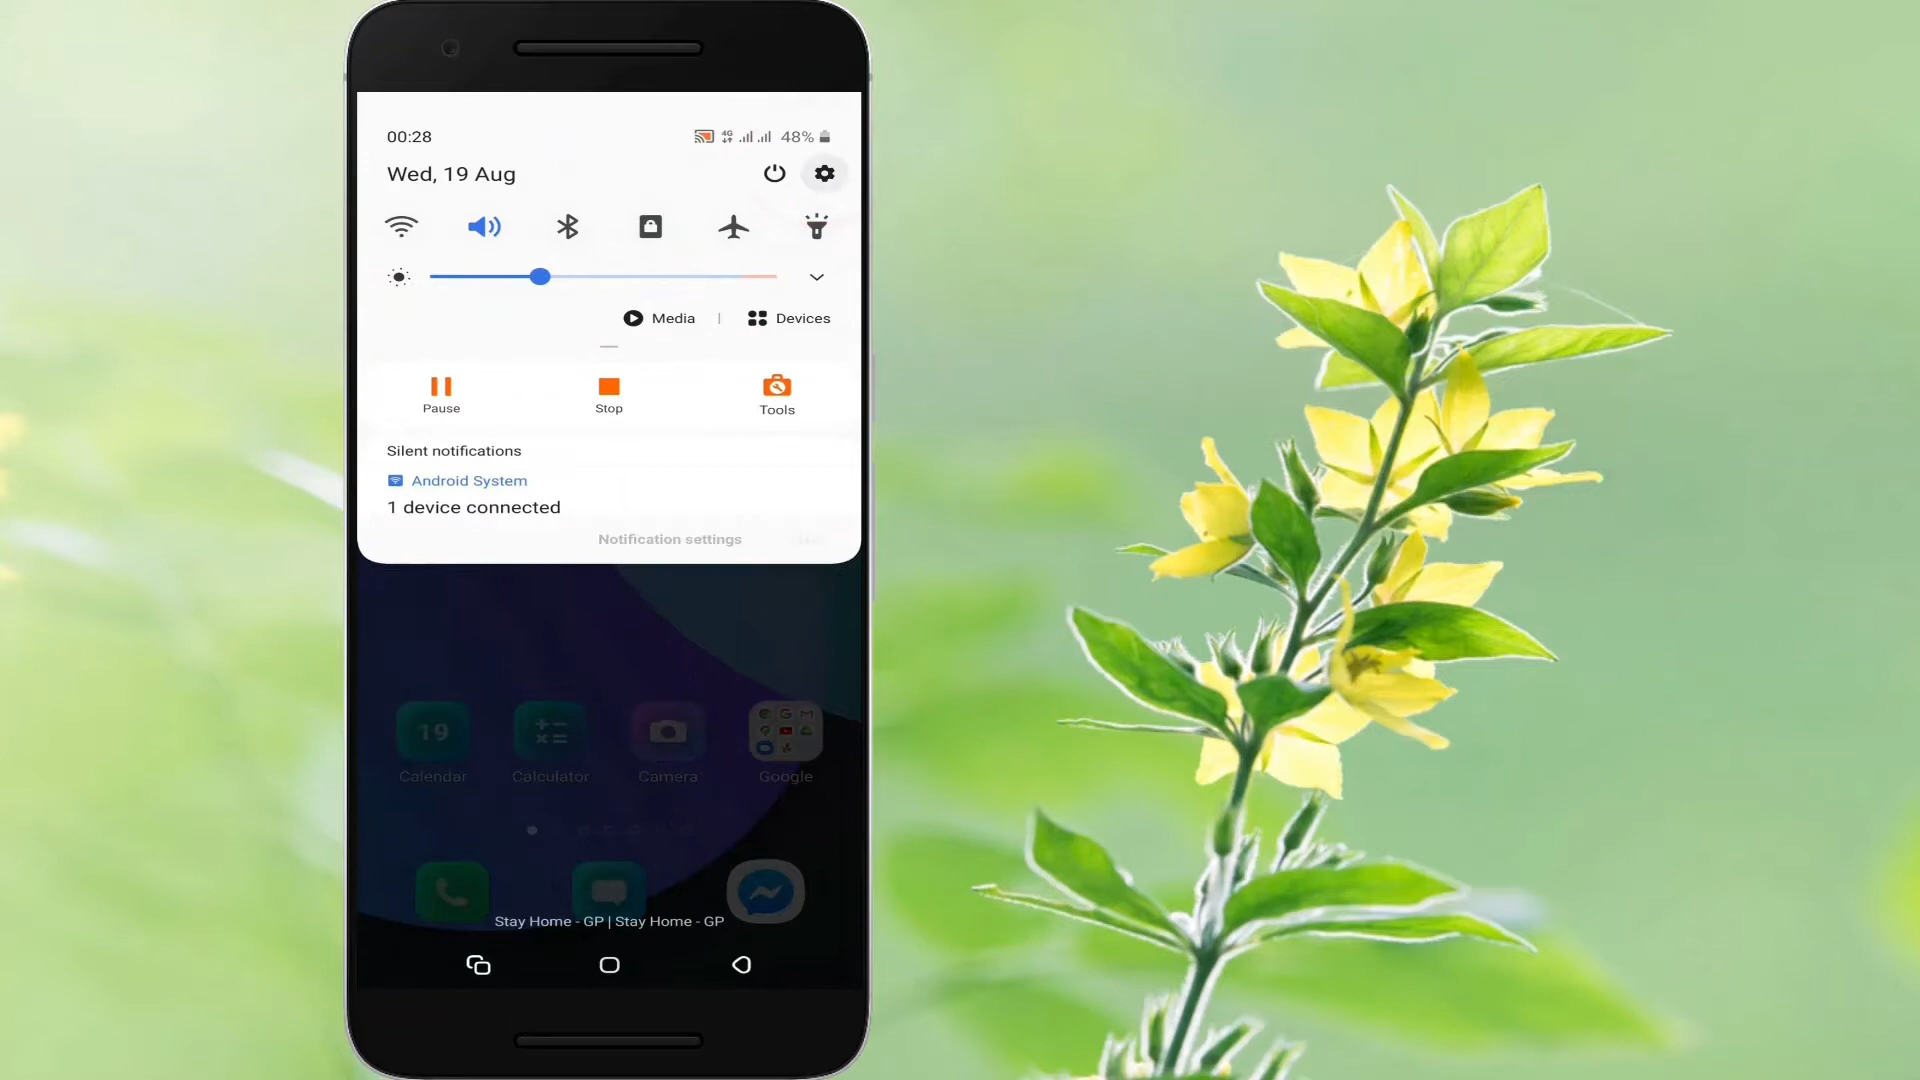 00:28
4G
48%
Wed, 19 Aug
Media | Devices
Pause
Stop
Tools
Silent notifications
Android System
1 device connected
Notification settings
19
Calendar
Calculator
Camera
Google
Stay Home - GP | Stay Home - GP